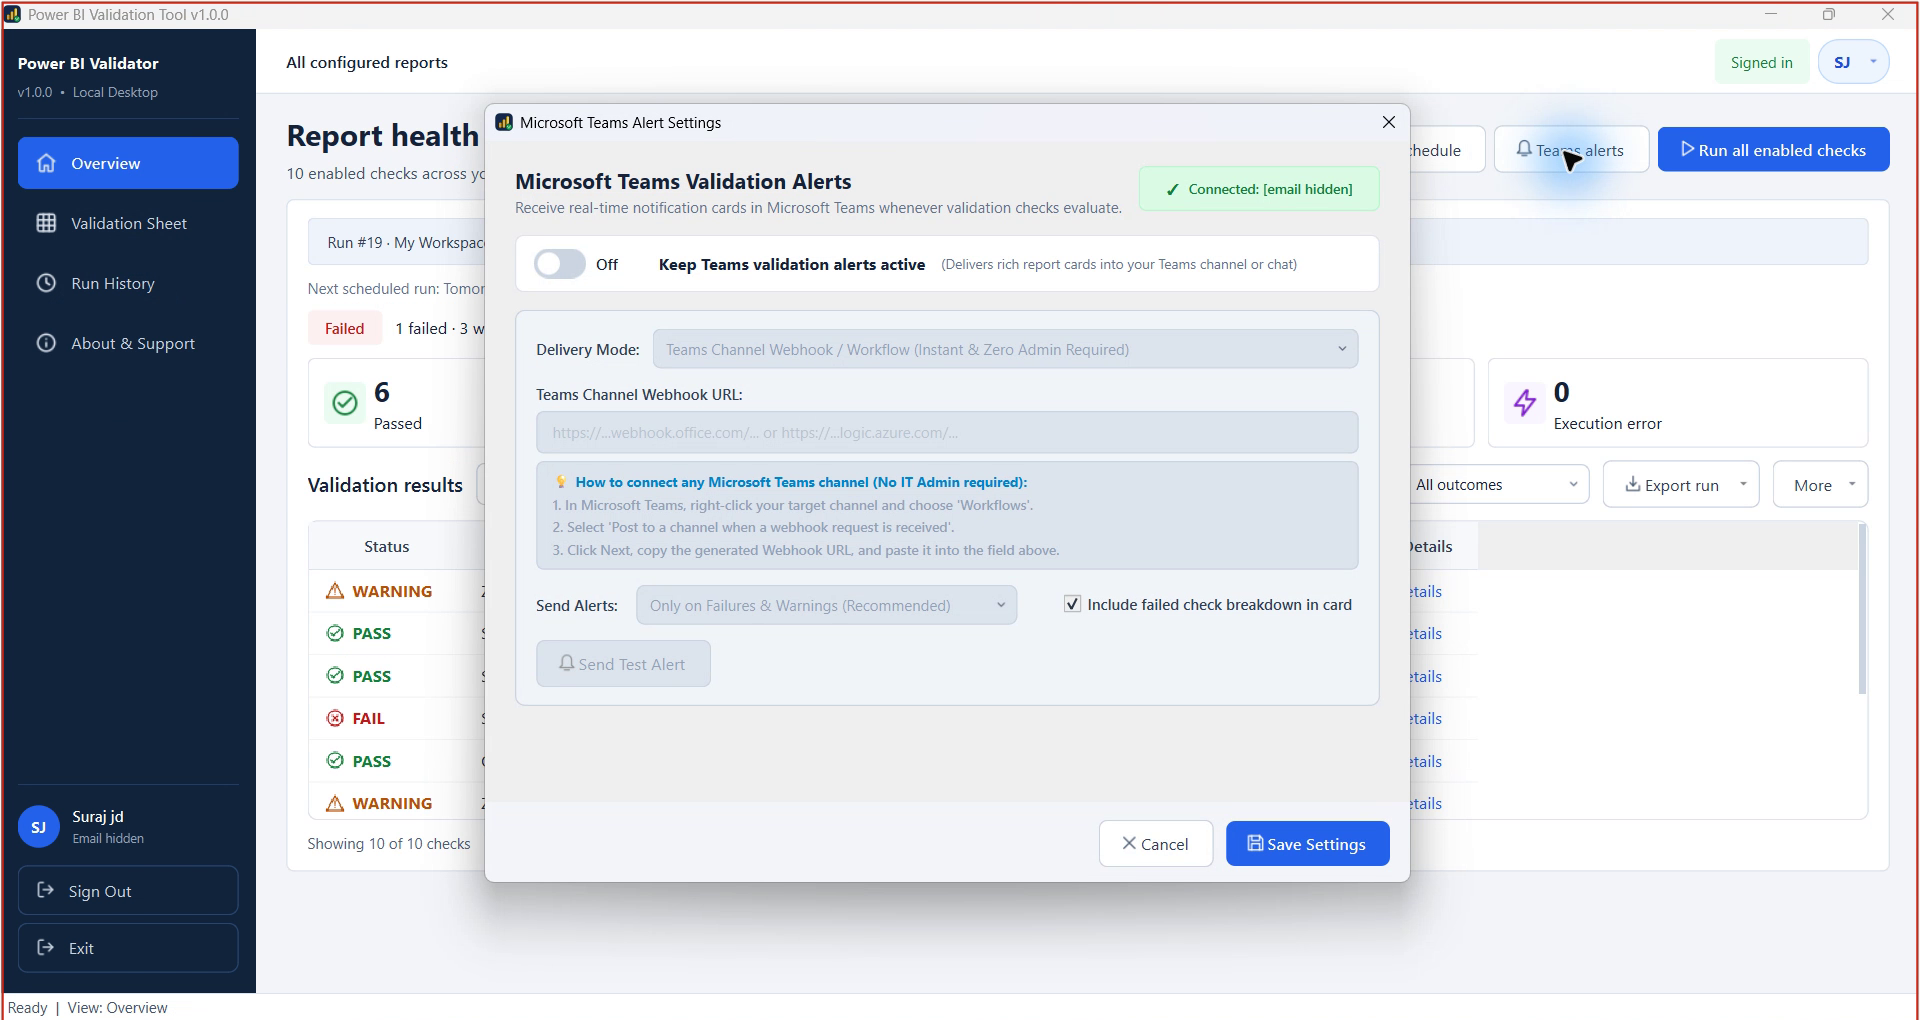 Power BI Validation Tool v1.0.0
Power BI Validator
v1.0.0 • Local Desktop
Overview
Validation Sheet
Run History
About & Support
SJ
Suraj jd
Email hidden
Sign Out
Exit
All configured reports
Signed in
SJ
Report health
10 enabled checks across
Teams alerts
Run all enabled checks
Run #19 · My
Next scheduled run:
Failed
1 failed · 3
6
Passed
0
Execution error
Validation results
All outcomes
Export run
More
Status
WARNING
PASS
PASS
FAIL
PASS
WARNING
Showing 10 of 10 checks
Microsoft Teams Alert Settings
Microsoft Teams Validation Alerts
Receive real-time notification cards in Microsoft Teams whenever validation checks evaluate.
✓ Connected: [email hidden]
Off
Keep Teams validation alerts active (Delivers rich report cards into your Teams channel or chat)
Delivery Mode: Teams Channel Webhook / Workflow (Instant & Zero Admin Required)
Teams Channel Webhook URL:
https://...webhook.office.com/... or https://...logic.azure.com/...
💡 How to connect any Microsoft Teams channel (No IT Admin required):
1. In Microsoft Teams, right-click your target channel and choose 'Workflows'.
2. Select 'Post to a channel when a webhook request is received'.
3. Click Next, copy the generated Webhook URL, and paste it into the field above.
Send Alerts: Only on Failures & Warnings (Recommended)
Include failed check breakdown in card
Send Test Alert
Cancel
Save Settings
Ready | View: Overview